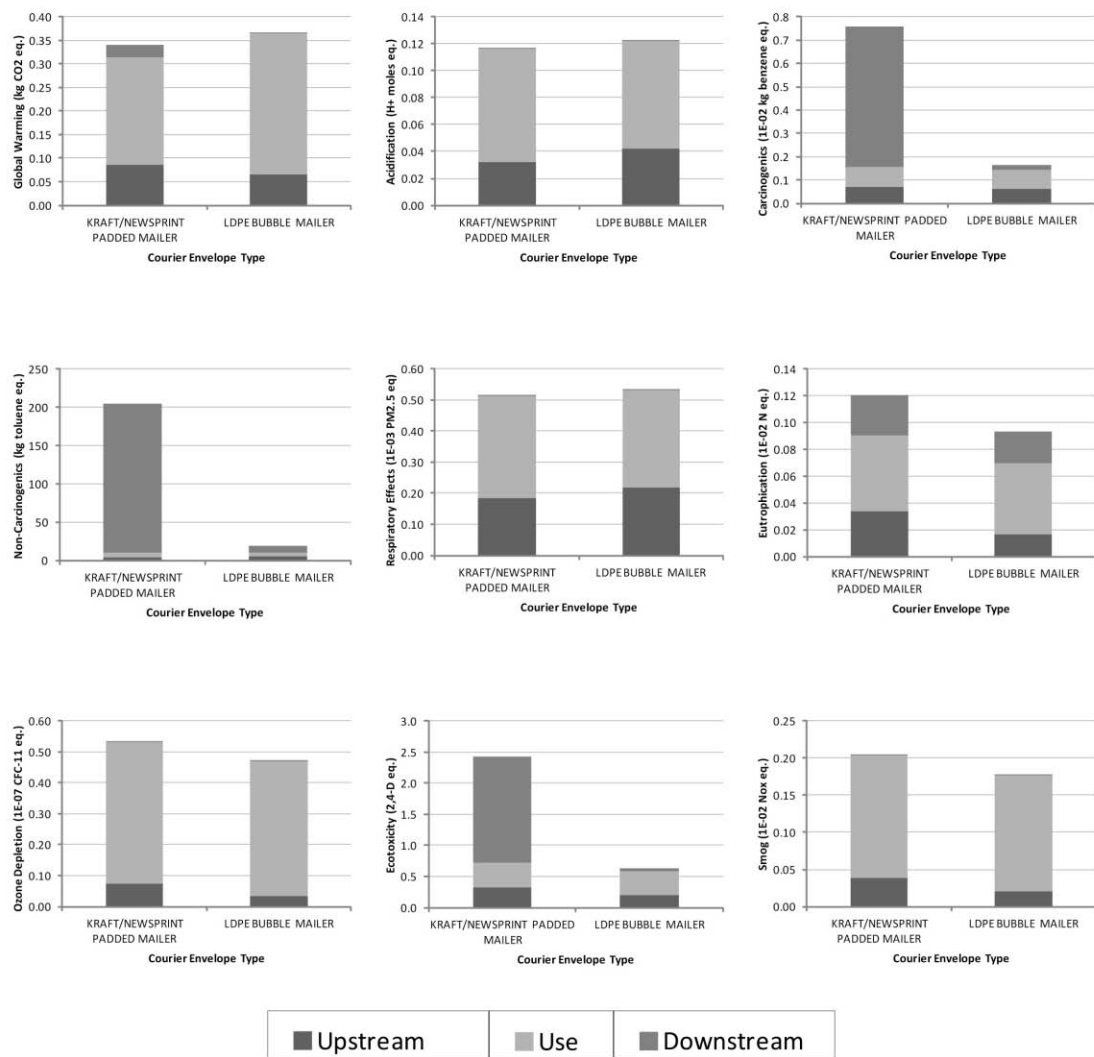 Global Warming (kg CO2 eq.)
0.40
0.35
0.30
0.25
0.20
0.15
0.10
0.05
0.00
KRAFT/NEWSPRINT
PADDED MAILER
LDPE BUBBLE MAILER
Courier Envelope Type
Acidification (H+ moles eq.)
0.14
0.12
0.10
0.08
0.06
0.04
0.02
0.00
KRAFT/NEWSPRINT
PADDED MAILER
LDPE BUBBLE MAILER
Courier Envelope Type
Carcinogenics (1E-02 kg benzene eq.)
0.8
0.7
0.6
0.5
0.4
0.3
0.2
0.1
0.0
KRAFT/NEWSPRINT PADDED
MAILER
LDPE BUBBLE MAILER
Courier Envelope Type
Non-Carcinogenics (kg toluene eq.)
250
200
150
100
50
0
KRAFT/NEWSPRINT
PADDED MAILER
LDPE BUBBLE MAILER
Courier Envelope Type
Respiratory Effects (1E-03 PM2.5 eq)
0.60
0.50
0.40
0.30
0.20
0.10
0.00
KRAFT/NEWSPRINT
PADDED MAILER
LDPE BUBBLE MAILER
Courier Envelope Type
Eutrophication (1E-02 N eq.)
0.14
0.12
0.10
0.08
0.06
0.04
0.02
0.00
KRAFT/NEWSPRINT
PADDED MAILER
LDPE BUBBLE MAILER
Courier Envelope Type
Ozone Depletion (1E-07 CFC-11 eq.)
0.60
0.50
0.40
0.30
0.20
0.10
0.00
KRAFT/NEWSPRINT
PADDED MAILER
LDPE BUBBLE MAILER
Courier Envelope Type
Ecotoxicity (2,4-D eq.)
3.0
2.5
2.0
1.5
1.0
0.5
0.0
KRAFT/NEWSPRINT PADDED
MAILER
LDPE BUBBLE MAILER
Courier Envelope Type
Smog (1E-02 Nox eq.)
0.25
0.20
0.15
0.10
0.05
0.00
KRAFT/NEWSPRINT
PADDED MAILER
LDPE BUBBLE MAILER
Courier Envelope Type
Upstream Use Downstream